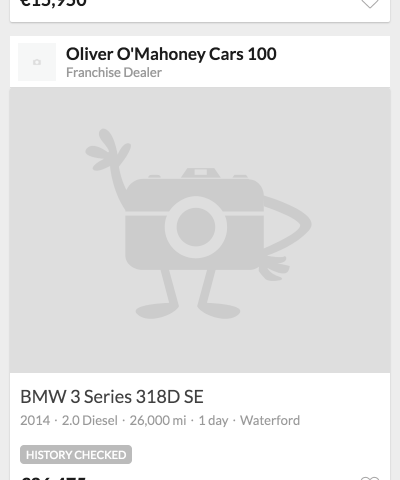 €15,950
Oliver O'Mahoney Cars 100
Franchise Dealer
BMW 3 Series 318D SE
2014 · 2.0 Diesel · 26,000 mi · 1 day · Waterford
HISTORY CHECKED